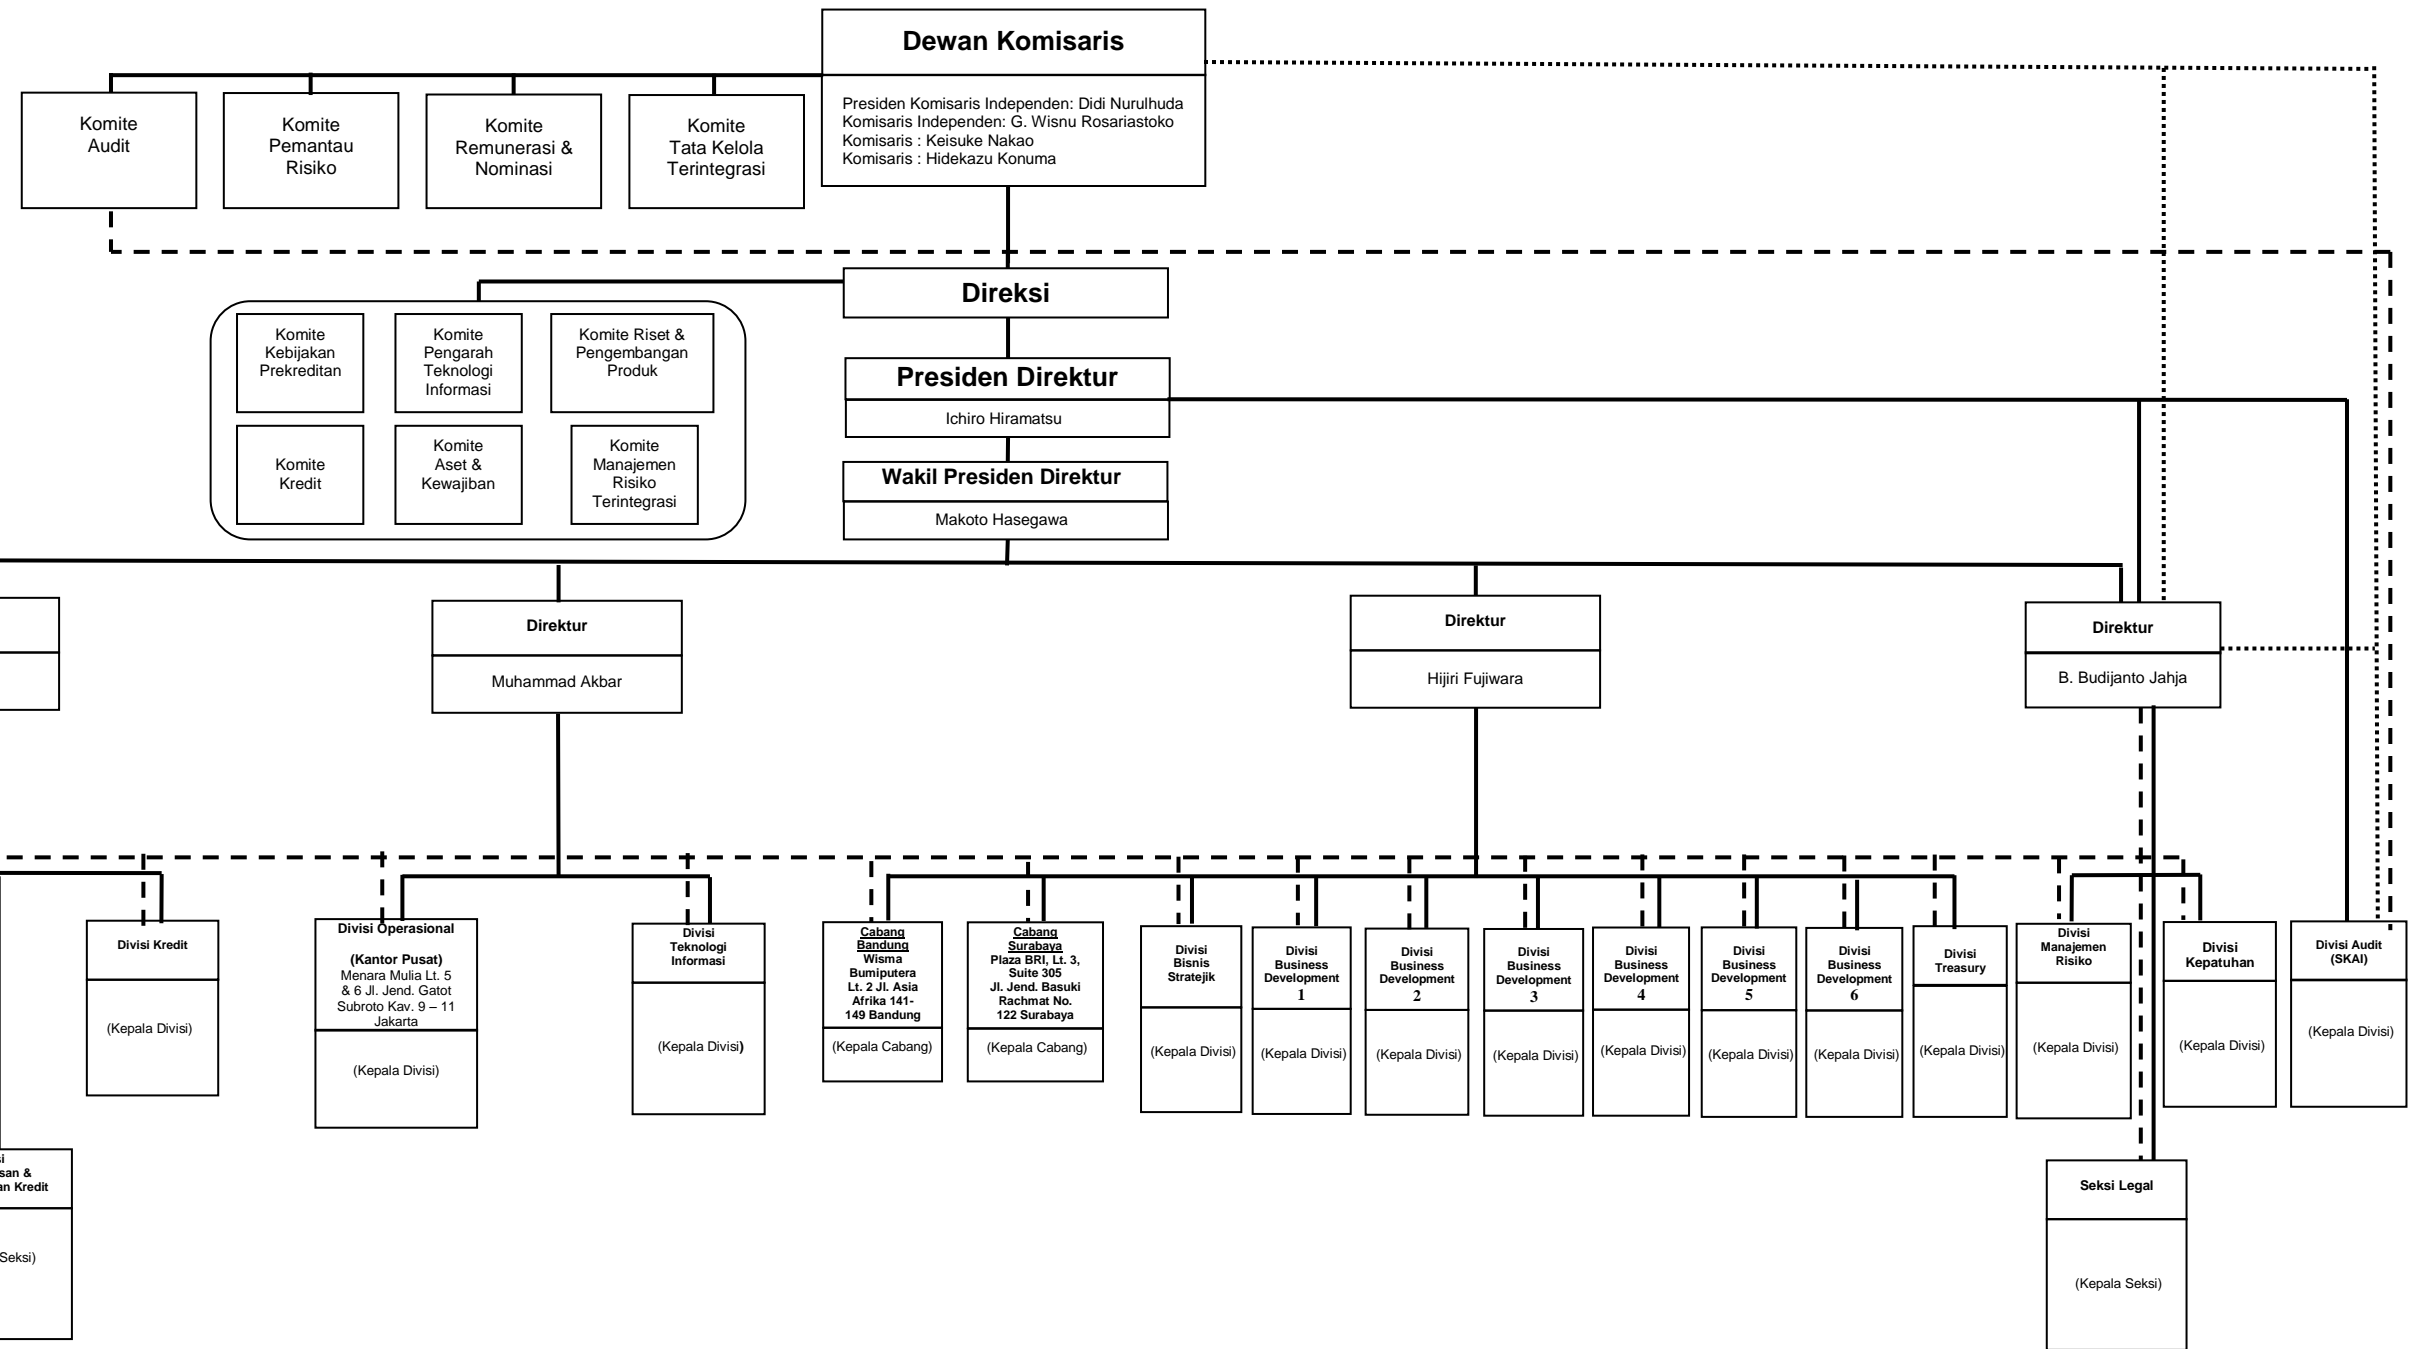 Dewan Komisaris
Presiden Komisaris Independen: Didi Nurulhuda
Komisaris Independen: G. Wisnu Rosariastoko
Komisaris : Keisuke Nakao
Komisaris : Hidekazu Konuma
Komite
Audit
Komite
Pemantau
Risiko
Komite
Remunerasi &
Nominasi
Komite
Tata Kelola
Terintegrasi
Direksi
Komite
Kebijakan
Prekreditan
Komite
Pengarah
Teknologi
Informasi
Komite Riset &
Pengembangan
Produk
Komite
Kredit
Komite
Aset &
Kewajiban
Komite
Manajemen
Risiko
Terintegrasi
Presiden Direktur
Ichiro Hiramatsu
Wakil Presiden Direktur
Makoto Hasegawa
Direktur
Muhammad Akbar
Direktur
Hijiri Fujiwara
Direktur
B. Budijanto Jahja
Divisi Kredit
(Kepala Divisi)
Divisi Operasional
(Kantor Pusat)
Menara Mulia Lt. 5
& 6 Jl. Jend. Gatot
Subroto Kav. 9 – 11
Jakarta
(Kepala Divisi)
Divisi
Teknologi
Informasi
(Kepala Divisi)
Cabang
Bandung
Wisma
Bumiputera
Lt. 2 Jl. Asia
Afrika 141-
149 Bandung
(Kepala Cabang)
Cabang
Surabaya
Plaza BRI, Lt. 3,
Suite 305
Jl. Jend. Basuki
Rachmat No.
122 Surabaya
(Kepala Cabang)
Divisi
Bisnis
Stratejik
(Kepala Divisi)
Divisi
Business
Development
1
(Kepala Divisi)
Divisi
Business
Development
2
(Kepala Divisi)
Divisi
Business
Development
3
(Kepala Divisi)
Divisi
Business
Development
4
(Kepala Divisi)
Divisi
Business
Development
5
(Kepala Divisi)
Divisi
Business
Development
6
(Kepala Divisi)
Divisi
Treasury
(Kepala Divisi)
Divisi
Manajemen
Risiko
(Kepala Divisi)
Divisi
Kepatuhan
(Kepala Divisi)
Divisi Audit
(SKAI)
(Kepala Divisi)
&
Kredit
Seksi)
Seksi Legal
(Kepala Seksi)